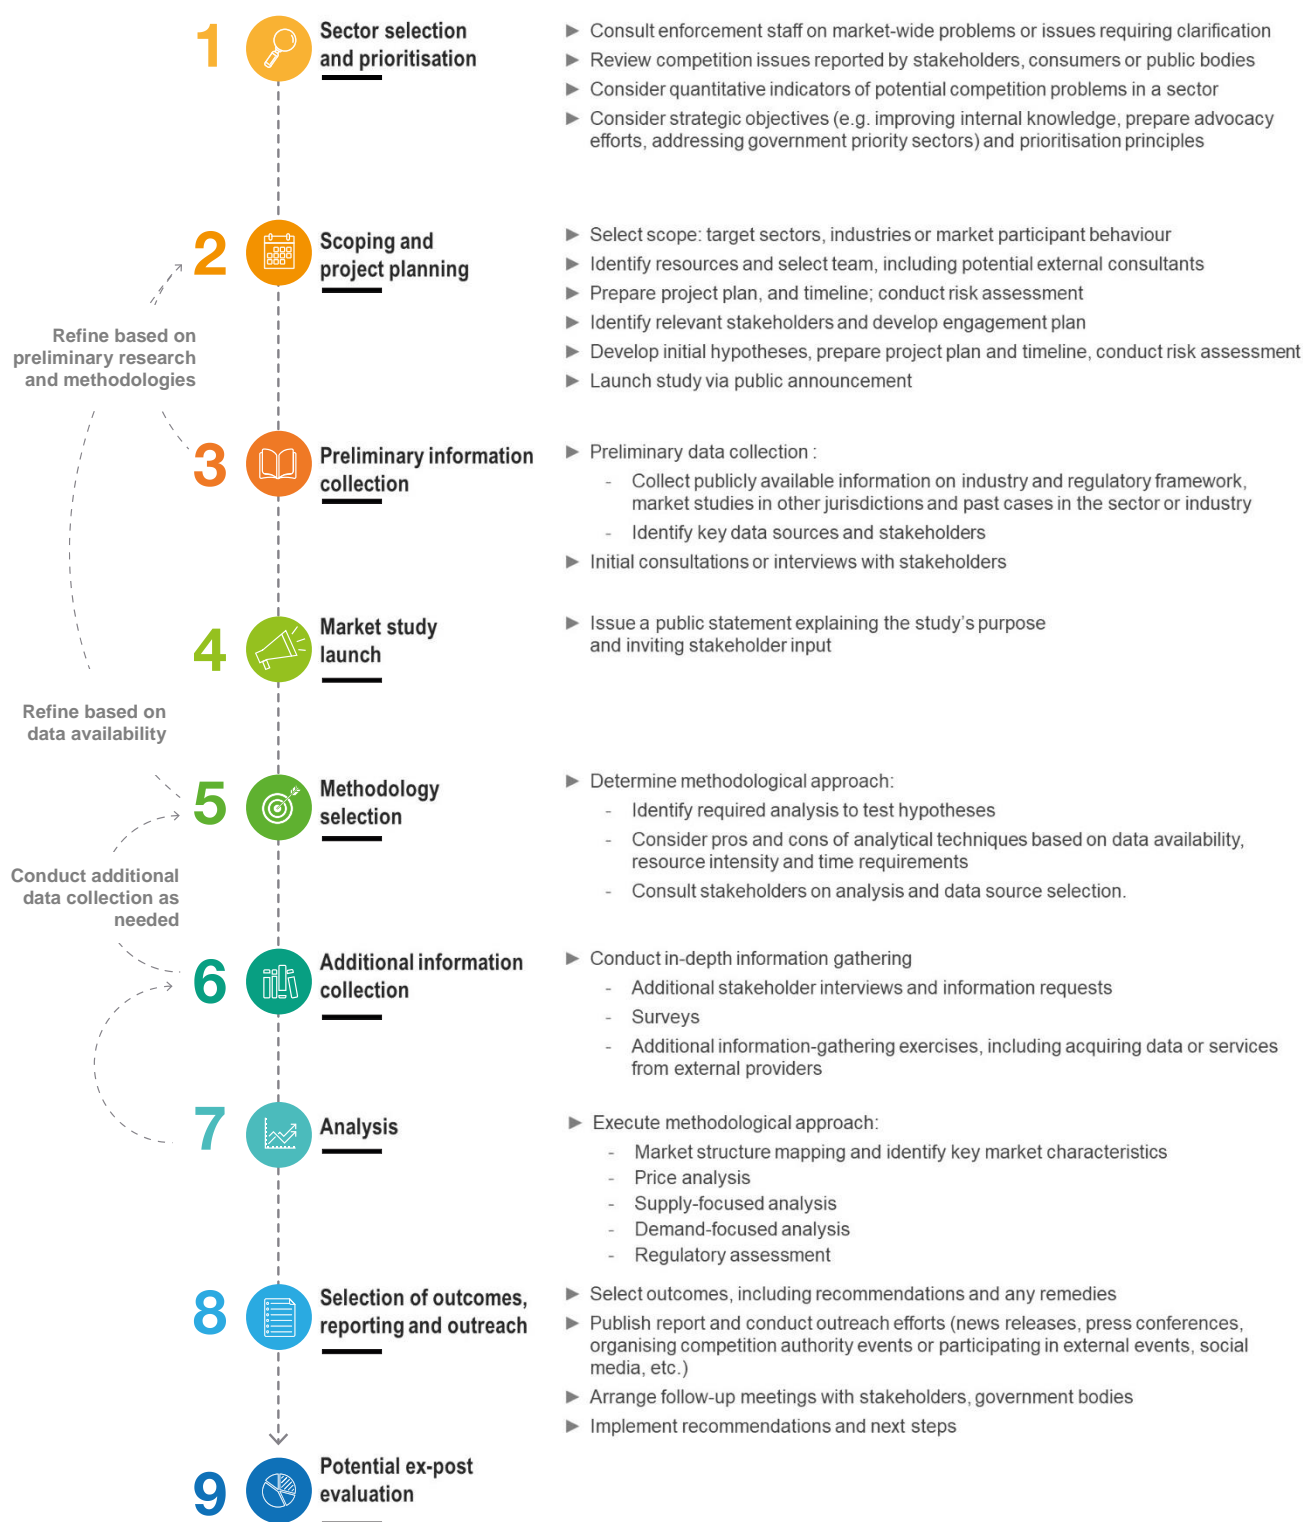 1
Sector selection
and prioritisation
► Consult enforcement staff on market-wide problems or issues requiring clarification
► Review competition issues reported by stakeholders, consumers or public bodies
► Consider quantitative indicators of potential competition problems in a sector
► Consider strategic objectives (e.g. improving internal knowledge, prepare advocacy
efforts, addressing government priority sectors) and prioritisation principles
2
Scoping and
project planning
► Select scope: target sectors, industries or market participant behaviour
► Identify resources and select team, including potential external consultants
► Prepare project plan, and timeline; conduct risk assessment
► Identify relevant stakeholders and develop engagement plan
► Develop initial hypotheses, prepare project plan and timeline, conduct risk assessment
► Launch study via public announcement
Refine based on
preliminary research
and methodologies
3
Preliminary information
collection
► Preliminary data collection :
- Collect publicly available information on industry and regulatory framework,
market studies in other jurisdictions and past cases in the sector or industry
- Identify key data sources and stakeholders
► Initial consultations or interviews with stakeholders
4
Market study
launch
► Issue a public statement explaining the study's purpose
and inviting stakeholder input
Refine based on
data availability
5
Methodology
selection
► Determine methodological approach:
- Identify required analysis to test hypotheses
- Consider pros and cons of analytical techniques based on data availability,
resource intensity and time requirements
- Consult stakeholders on analysis and data source selection.
Conduct additional
data collection as
needed
6
Additional information
collection
► Conduct in-depth information gathering
- Additional stakeholder interviews and information requests
- Surveys
- Additional information-gathering exercises, including acquiring data or services
from external providers
7
Analysis
► Execute methodological approach:
- Market structure mapping and identify key market characteristics
- Price analysis
- Supply-focused analysis
- Demand-focused analysis
- Regulatory assessment
8
Selection of outcomes,
reporting and outreach
► Select outcomes, including recommendations and any remedies
► Publish report and conduct outreach efforts (news releases, press conferences,
organising competition authority events or participating in external events, social
media, etc.)
► Arrange follow-up meetings with stakeholders, government bodies
► Implement recommendations and next steps
9
Potential ex-post
evaluation